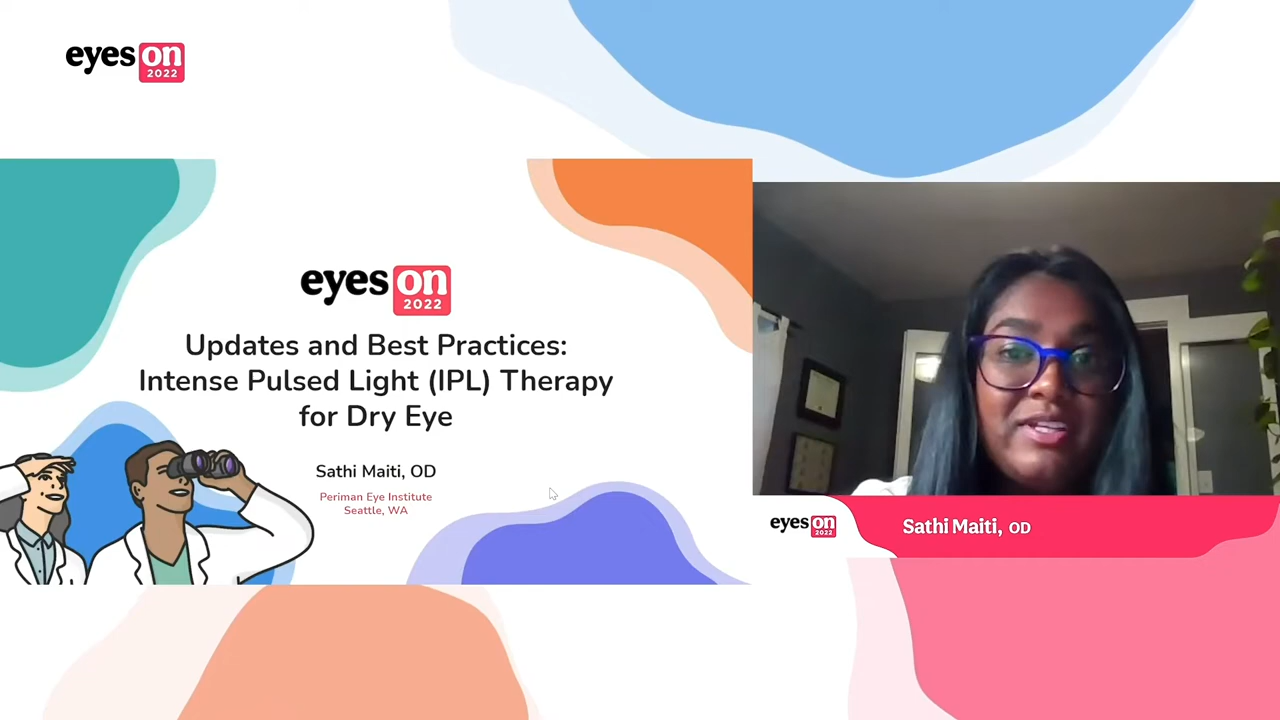 eyes on
2022
eyes on
2022
Updates and Best Practices:
Intense Pulsed Light (IPL) Therapy
for Dry Eye
Sathi Maiti, OD
Periman Eye Institute
Seattle, WA
eyes on
2022
Sathi Maiti, OD